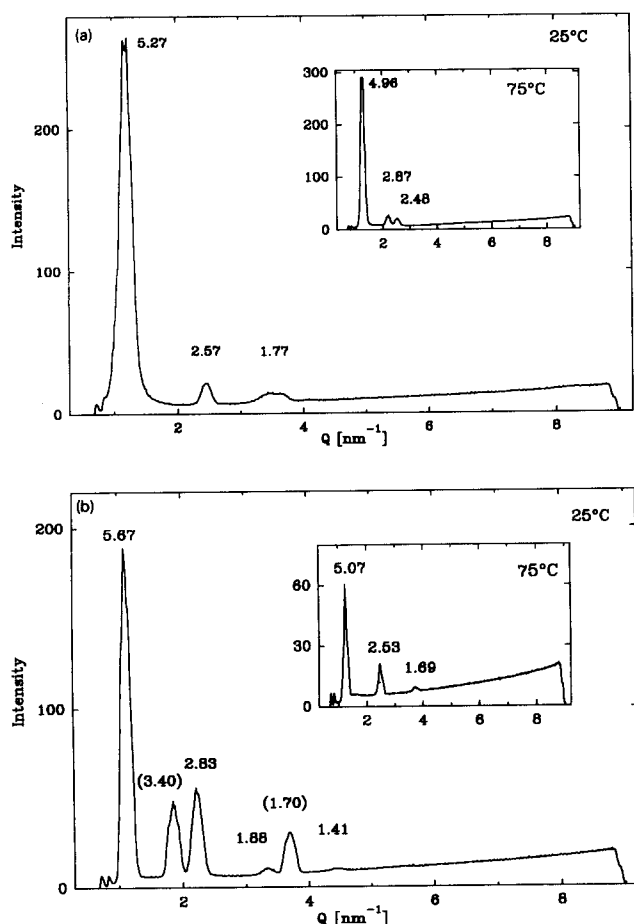 (a)
25°C
5.27
300
4.96
75°C
200
200
2.87
2.48
100
0
2 4 6 8
Intensity
100
2.57
1.77
0
2 4 6 8
Q [nm⁻¹]
(b)
25°C
200
5.67
5.07
75°C
60
2.53
30
1.69
0
2 4 6 8
Intensity
100
(3.40)
2.83
(1.70)
1.88
1.41
0
2 4 6 8
Q [nm⁻¹]